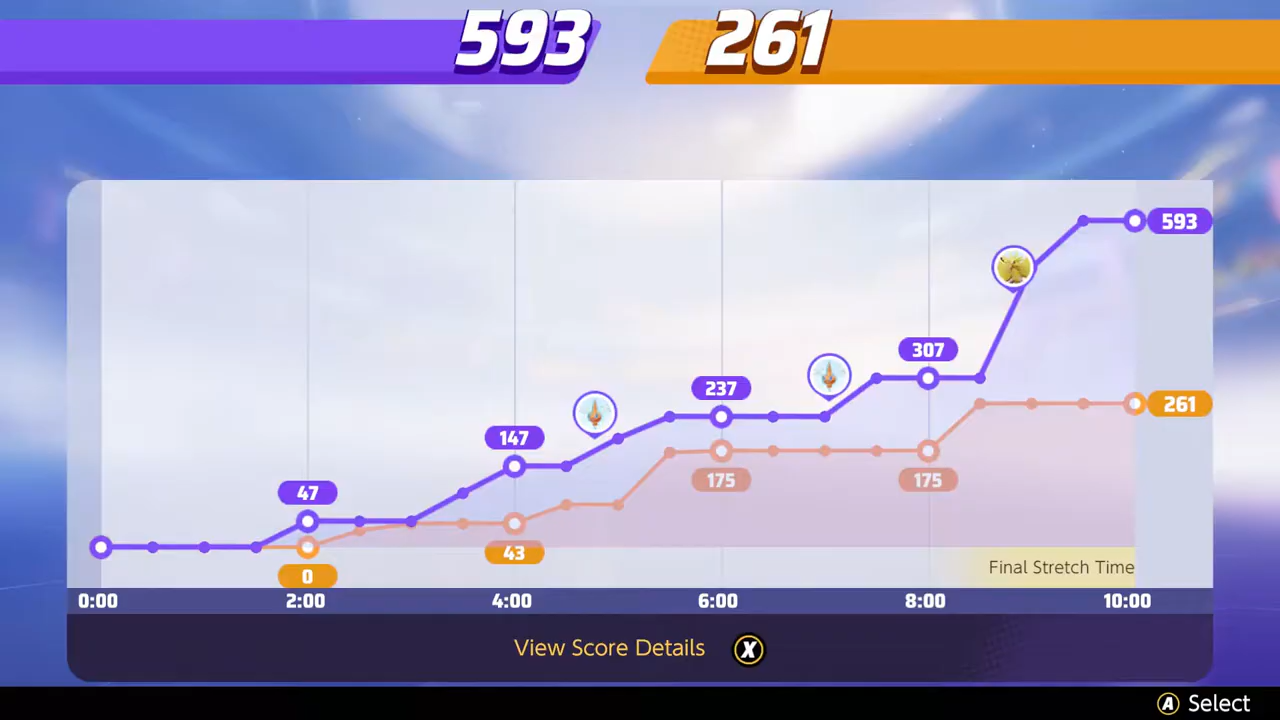 593 261
593
307
237
147
47
261
175 175
43
0
Final Stretch Time
0:00 2:00 4:00 6:00 8:00 10:00
View Score Details X
A Select